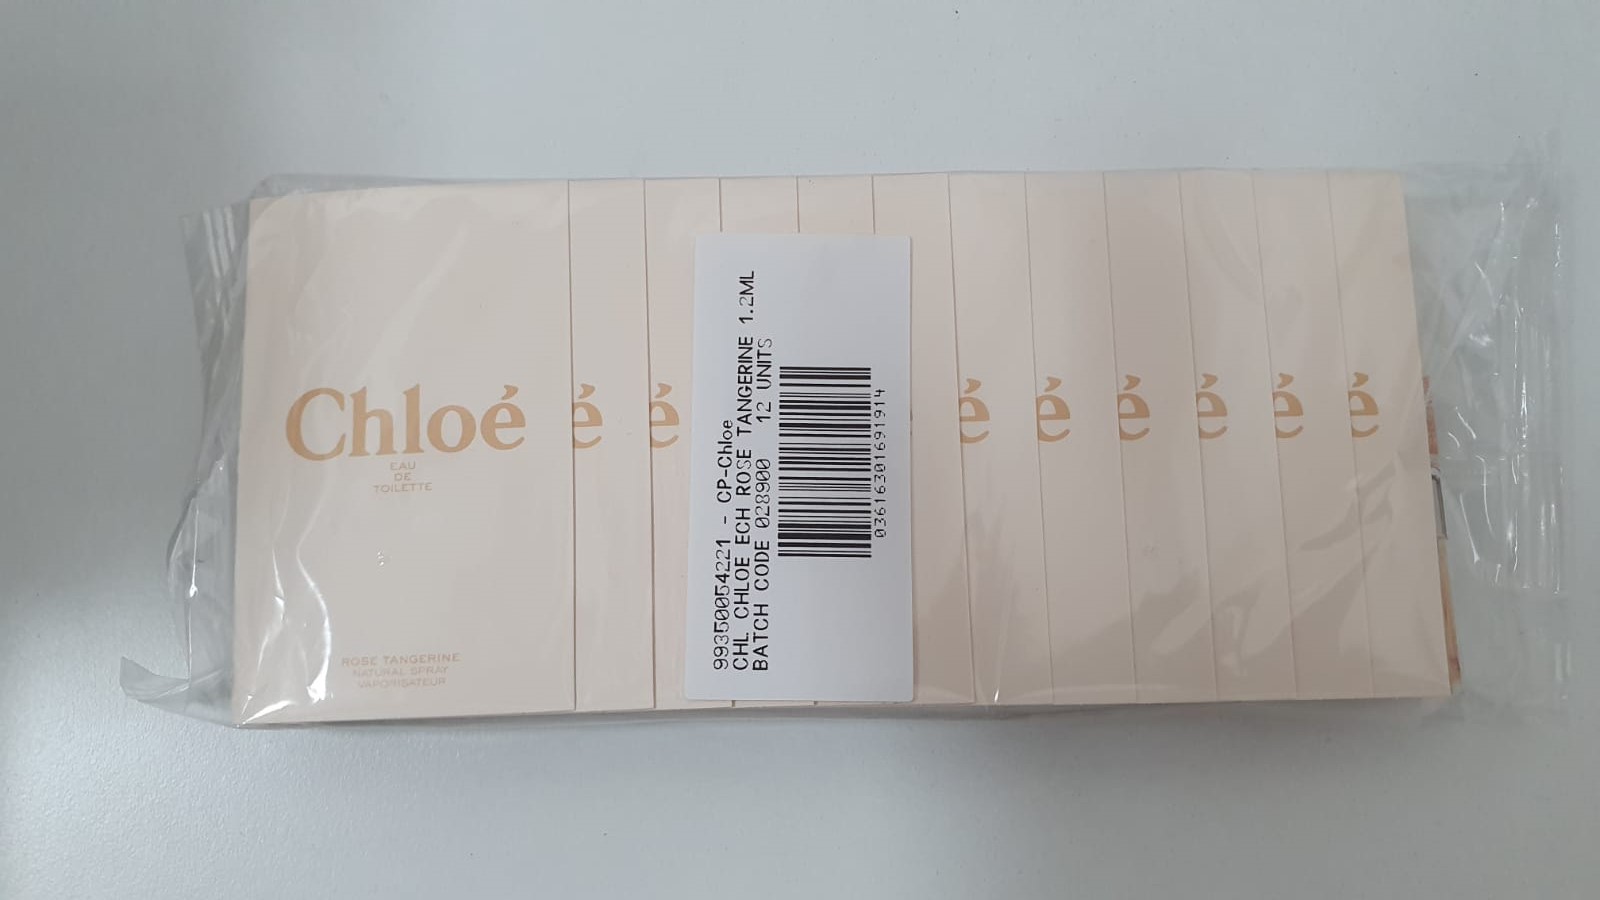 Chloé
EAU
DE
TOILETTE
ROSE TANGERINE
NATURAL SPRAY
VAPORISATEUR
é
é
99350054221 - CP-Chloe
CHL CHLOE ECH ROSE TANGERINE 1.2ML
BATCH CODE 028900 12 UNITS
03616301691914
é
é
é
é
é
é